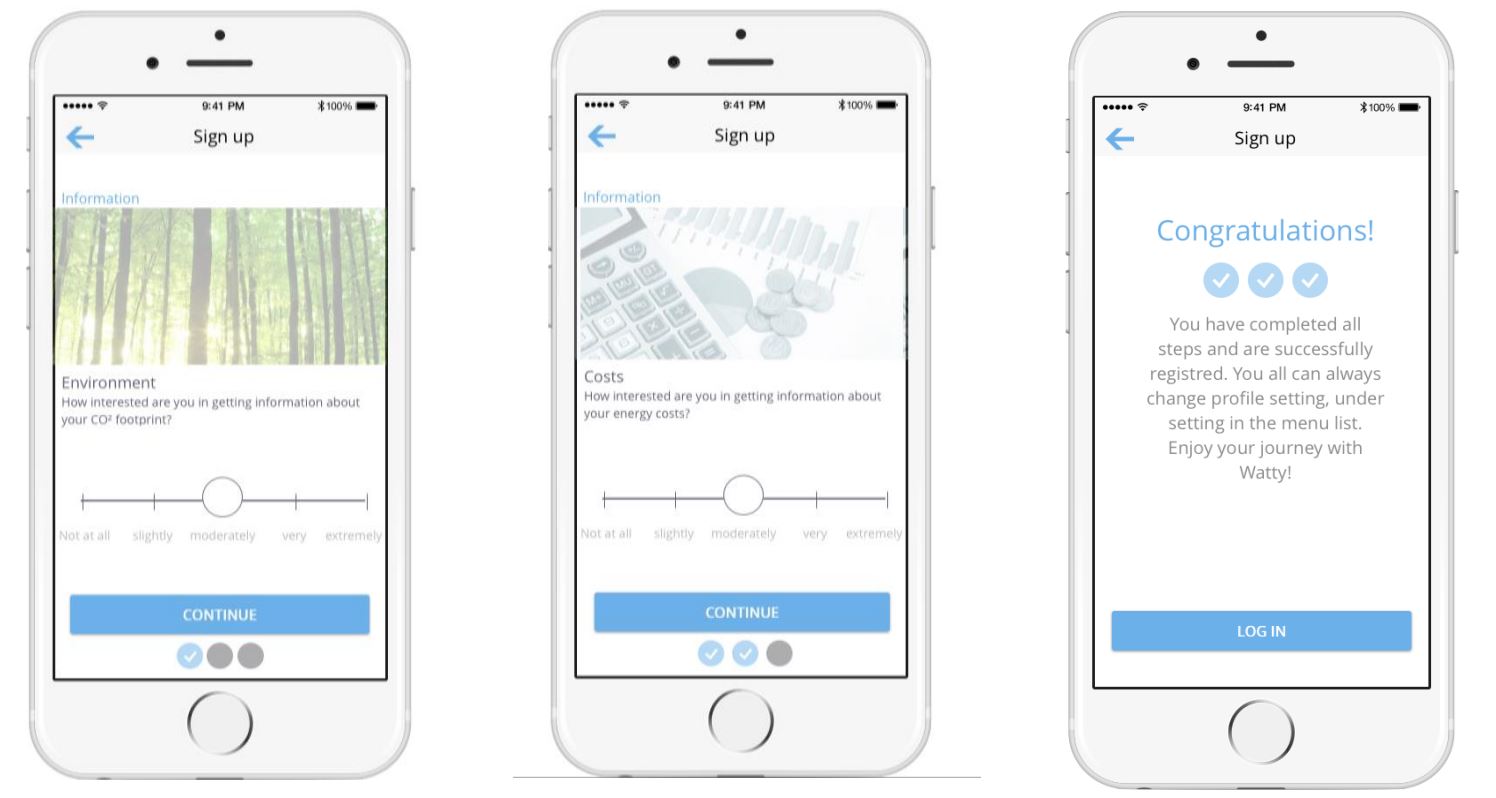 9:41 PM
100%
Sign up
Information
Environment
How interested are you in getting information about
your CO² footprint?
Not at all slightly moderately very extremely
CONTINUE
9:41 PM
100%
Sign up
Information
Costs
How interested are you in getting information about
your energy costs?
Not at all slightly moderately very extremely
CONTINUE
9:41 PM
100%
Sign up
Congratulations!
You have completed all
steps and are successfully
registred. You all can always
change profile setting, under
setting in the menu list.
Enjoy your journey with
Watty!
LOG IN